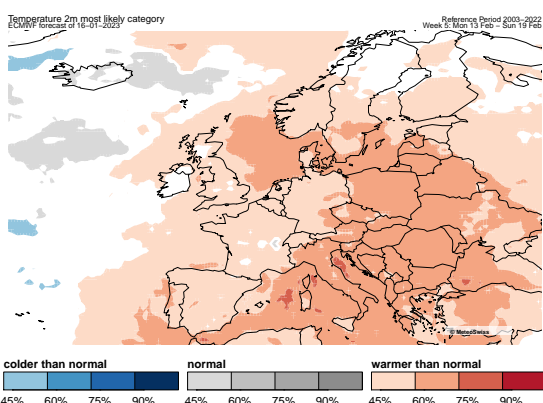 Temperature 2m most likely category
ECMWF forecast of 16-01-2023
Reference Period 2003-2022
Week 5: Mon 13 Feb - Sun 19 Feb
© MeteoSwiss
colder than normal
normal
warmer than normal
45% 60% 75% 90%
45% 60% 75% 90%
45% 60% 75% 90%